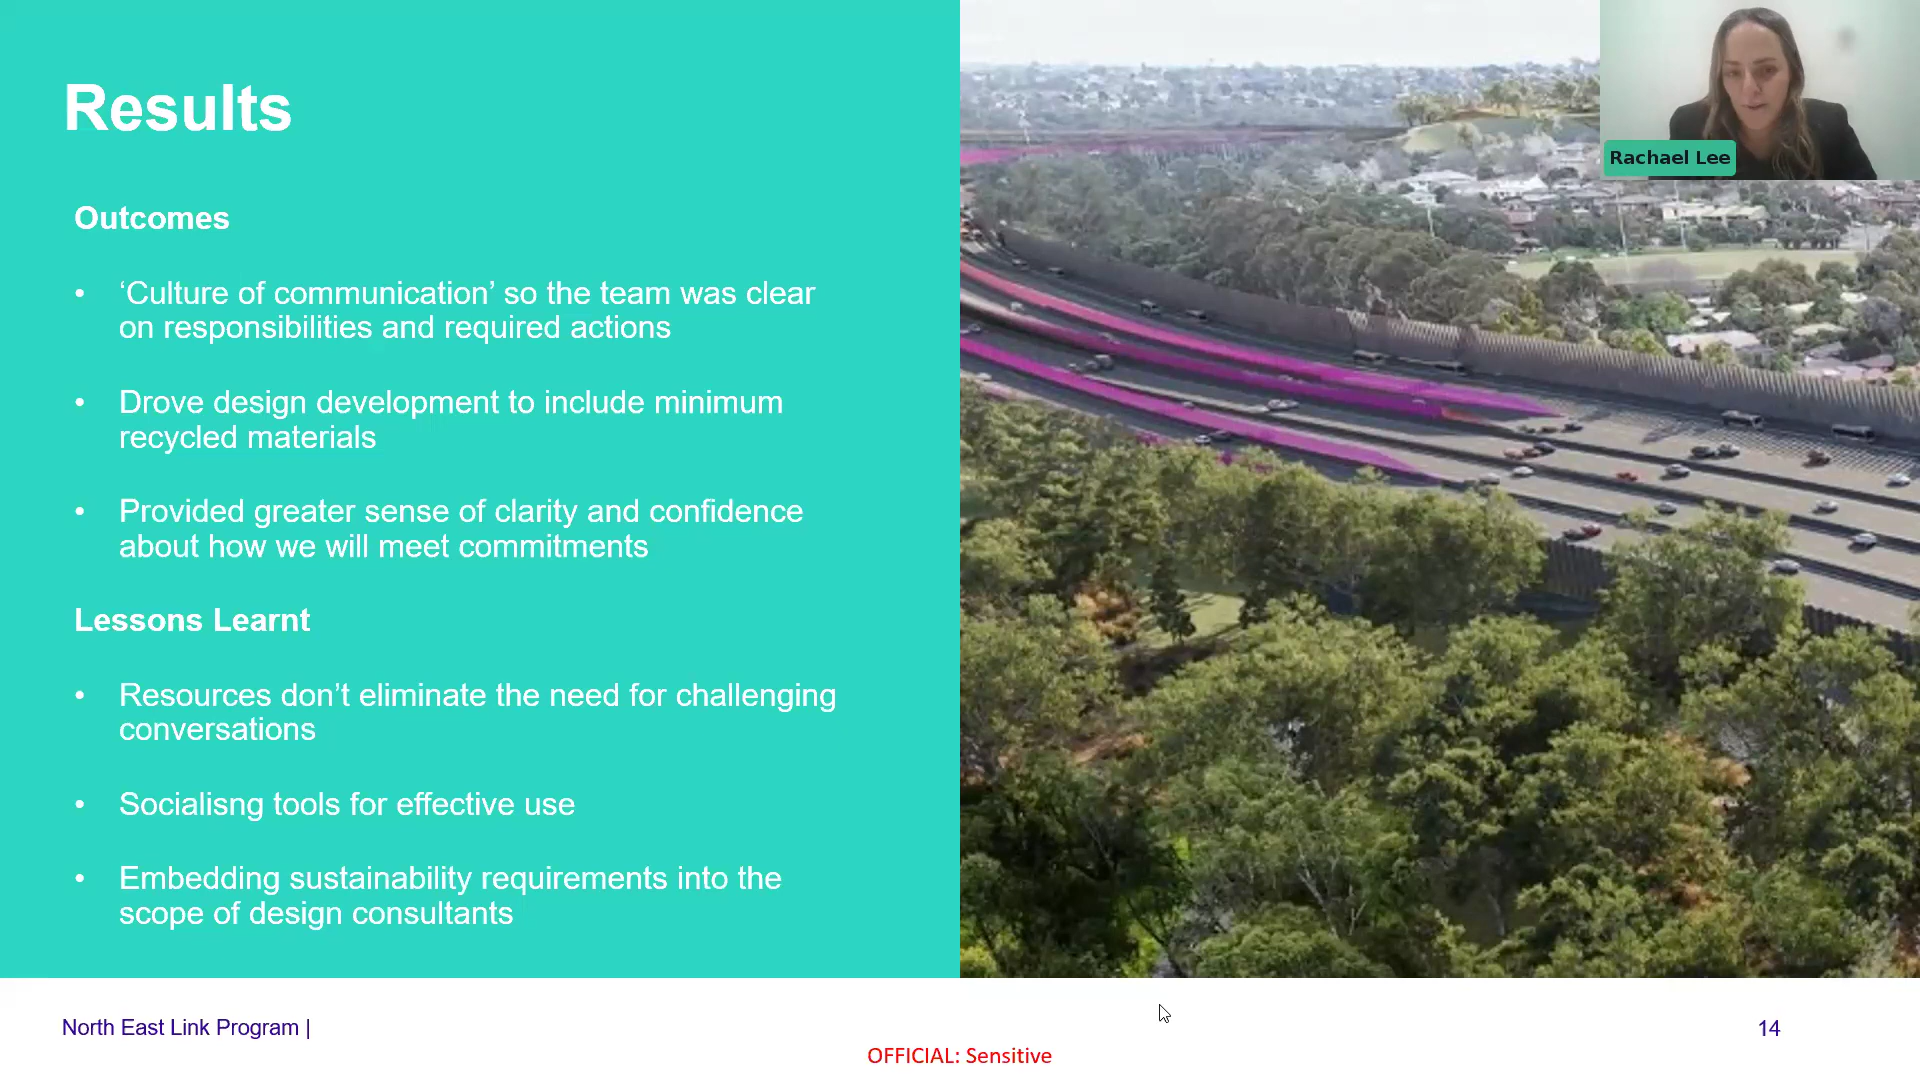 Results
Outcomes
• ‘Culture of communication’ so the team was clear
on responsibilities and required actions
• Drove design development to include minimum
recycled materials
• Provided greater sense of clarity and confidence
about how we will meet commitments
Lessons Learnt
• Resources don’t eliminate the need for challenging
conversations
• Socialisng tools for effective use
• Embedding sustainability requirements into the
scope of design consultants
Rachael Lee
North East Link Program |
14
OFFICIAL: Sensitive